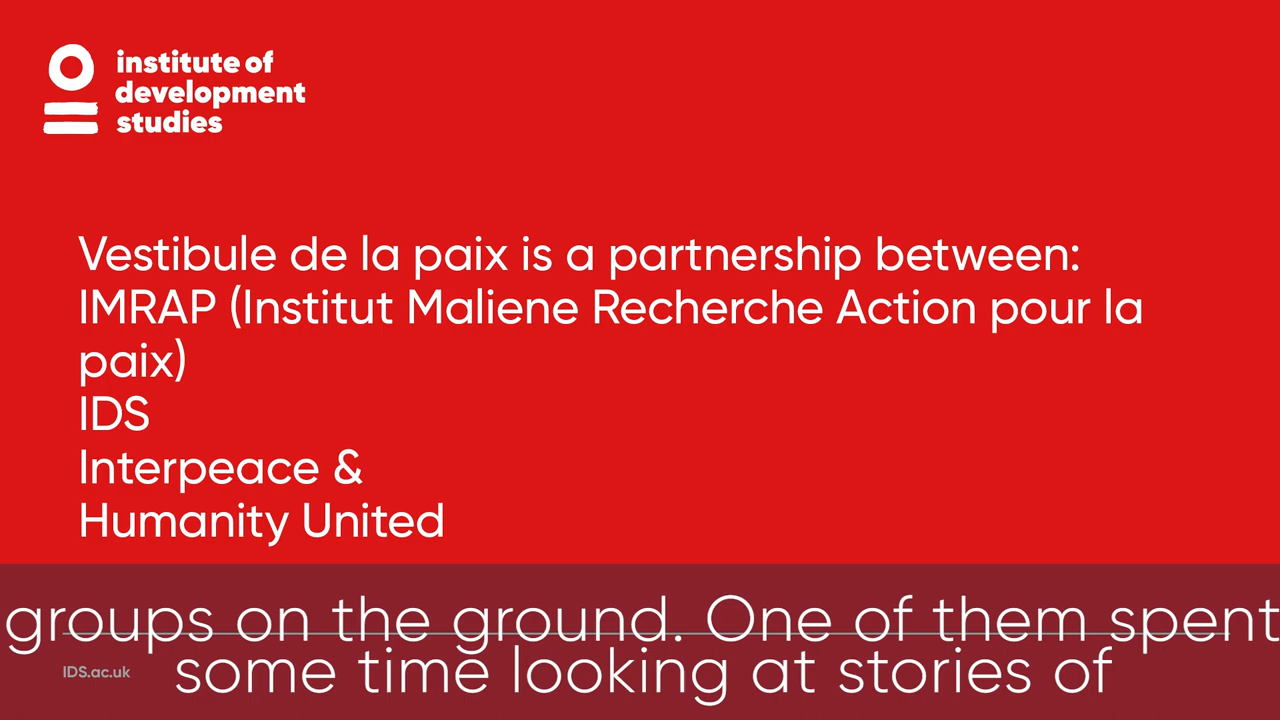 institute of
development
studies
Vestibule de la paix is a partnership between:
IMRAP (Institut Maliene Recherche Action pour la
paix)
IDS
Interpeace &
Humanity United
groups on the ground. One of them spent
some time looking at stories of
IDS.ac.uk